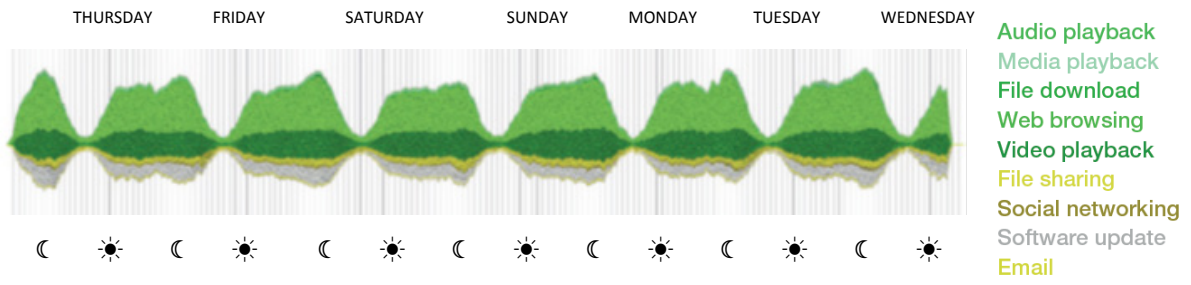 THURSDAY FRIDAY SATURDAY SUNDAY MONDAY TUESDAY WEDNESDAY
Audio playback
Media playback
File download
Web browsing
Video playback
File sharing
Social networking
Software update
Email